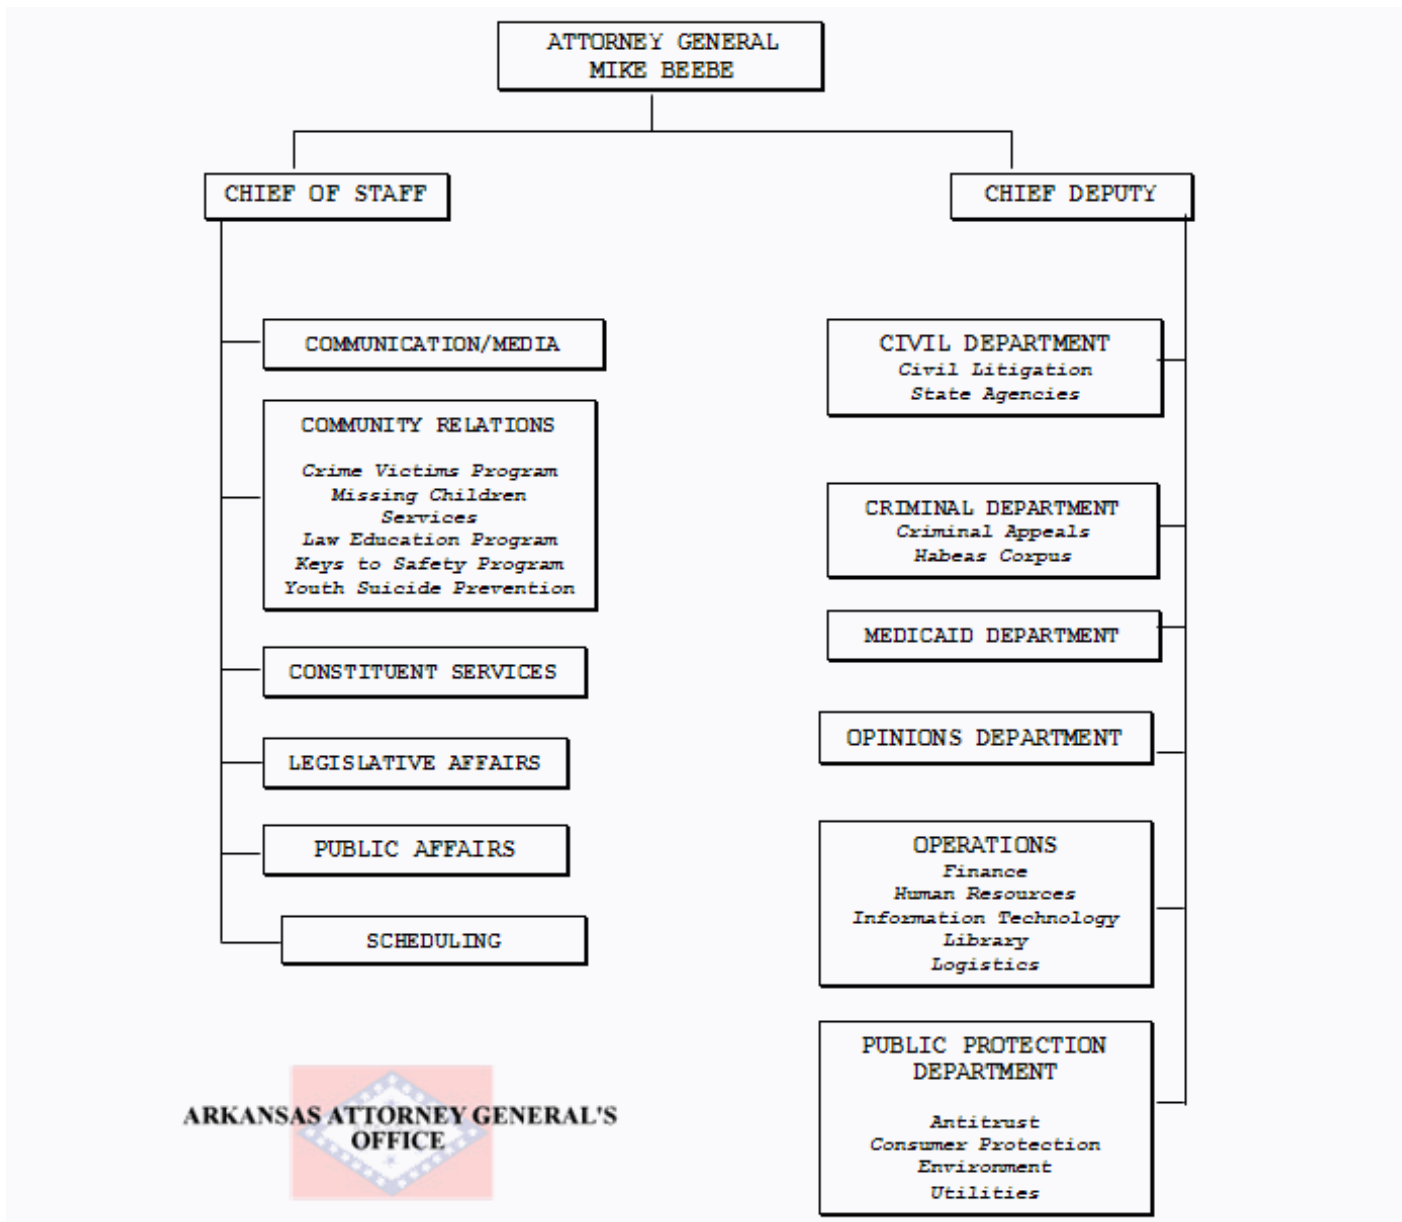 ATTORNEY GENERAL
MIKE BEEBE
CHIEF OF STAFF
COMMUNICATION/MEDIA
COMMUNITY RELATIONS
Crime Victims Program
Missing Children
Services
Law Education Program
Keys to Safety Program
Youth Suicide Prevention
CONSTITUENT SERVICES
LEGISLATIVE AFFAIRS
PUBLIC AFFAIRS
SCHEDULING
CHIEF DEPUTY
CIVIL DEPARTMENT
Civil Litigation
State Agencies
CRIMINAL DEPARTMENT
Criminal Appeals
Habeas Corpus
MEDICAID DEPARTMENT
OPINIONS DEPARTMENT
OPERATIONS
Finance
Human Resources
Information Technology
Library
Logistics
PUBLIC PROTECTION
DEPARTMENT
Antitrust
Consumer Protection
Environment
Utilities
ARKANSAS ATTORNEY GENERAL'S
OFFICE